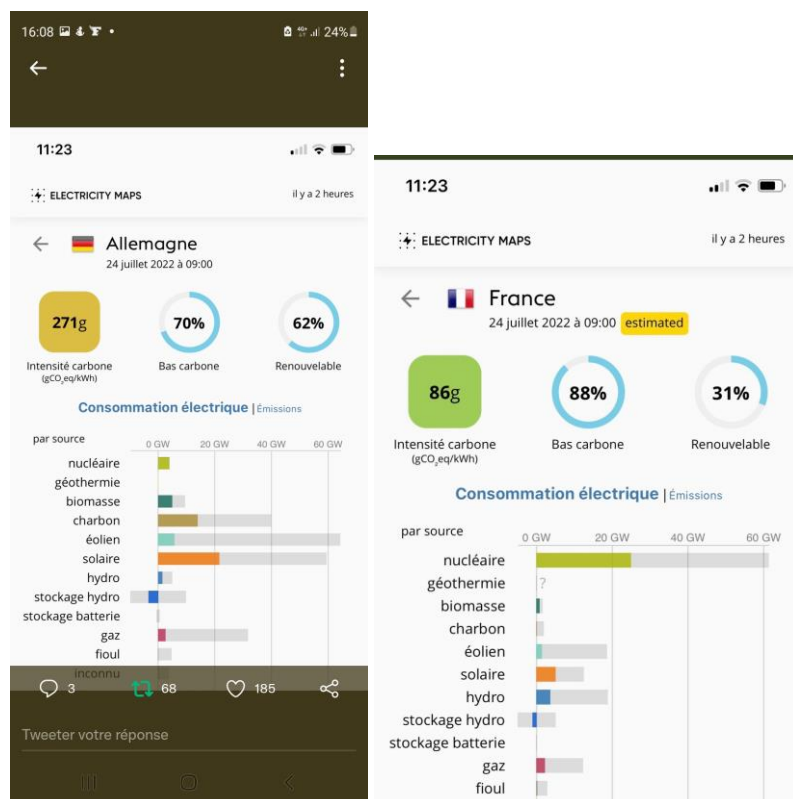 16:08
4G+
24%
11:23
ELECTRICITY MAPS
il y a 2 heures
Allemagne
24 juillet 2022 à 09:00
271g
70%
62%
Intensité carbone
(gCO₂eq/kWh)
Bas carbone
Renouvelable
Consommation électrique | Émissions
par source
0 GW 20 GW 40 GW 60 GW
nucléaire
géothermie
biomasse
charbon
éolien
solaire
hydro
stockage hydro
stockage batterie
gaz
fioul
inconnu
3 68 185
Tweeter votre réponse
11:23
ELECTRICITY MAPS
il y a 2 heures
France
24 juillet 2022 à 09:00 estimated
86g
88%
31%
Intensité carbone
(gCO₂eq/kWh)
Bas carbone
Renouvelable
Consommation électrique | Émissions
par source
0 GW 20 GW 40 GW 60 GW
nucléaire
géothermie ?
biomasse
charbon
éolien
solaire
hydro
stockage hydro
stockage batterie
gaz
fioul